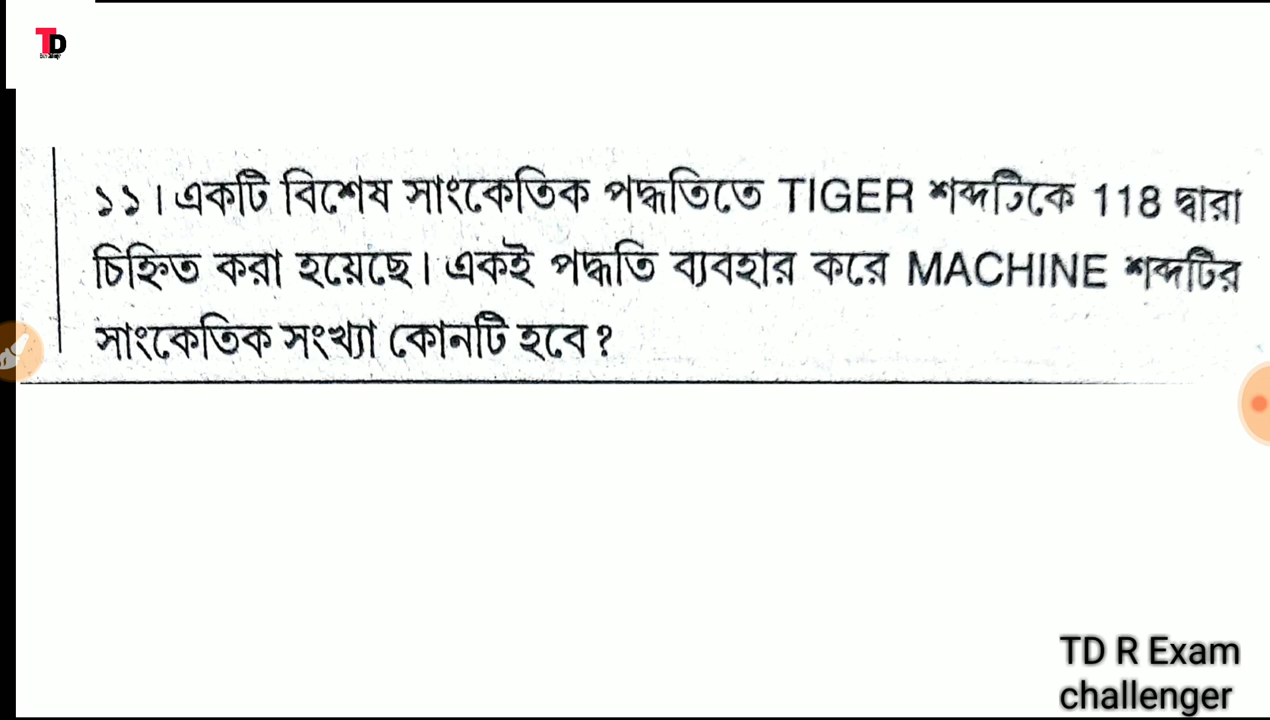 TD
১১। একটি বিশেষ সাংকেতিক পদ্ধতিতে TIGER শব্দটিকে 118 দ্বারা
চিহ্নিত করা হয়েছে। একই পদ্ধতি ব্যবহার করে MACHINE শব্দটির
সাংকেতিক সংখ্যা কোনটি হবে?
TD R Exam
challenger